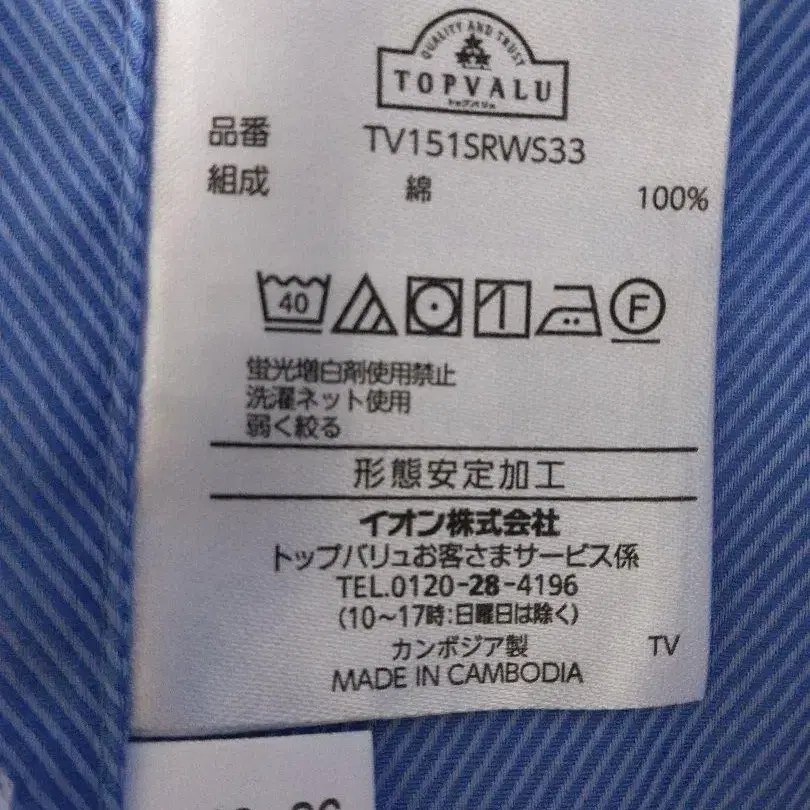 QUALITY AND TRUST
TOPVALU
トップバリュ
品番 TV151SRWS33
組成 綿 100%
40 F
蛍光増白剤使用禁止
洗濯ネット使用
弱く絞る
形態安定加工
イオン株式会社
トップバリュお客さまサービス係
TEL.0120-28-4196
(10〜17時:日曜日は除く)
カンボジア製 TV
MADE IN CAMBODIA